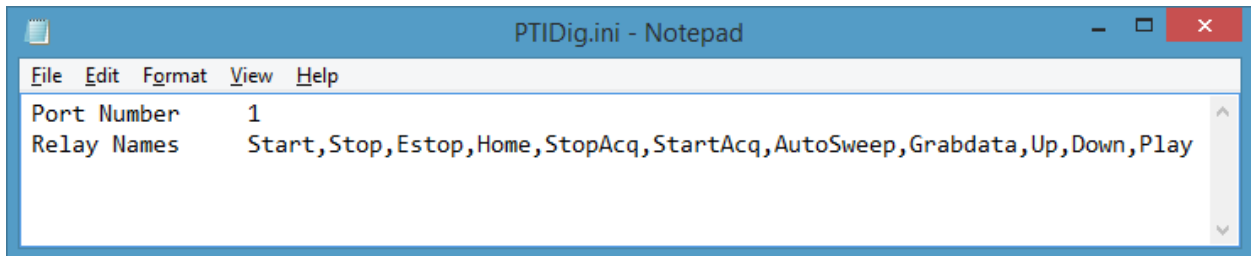 PTIDig.ini - Notepad
File Edit Format View Help
Port Number 1
Relay Names Start,Stop,Estop,Home,StopAcq,StartAcq,AutoSweep,Grabdata,Up,Down,Play